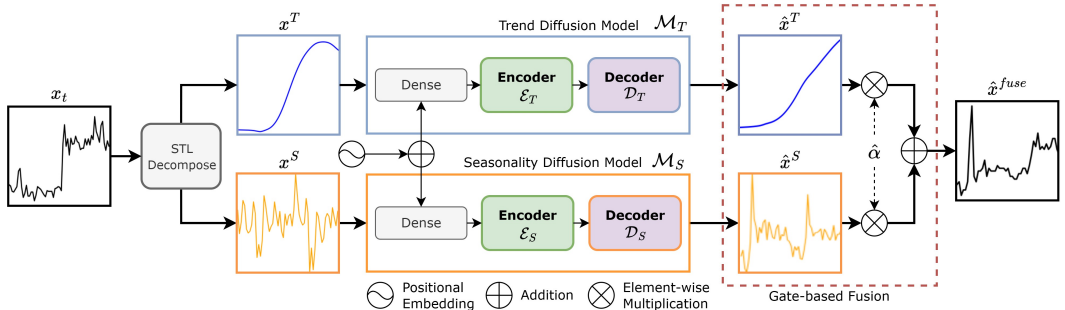 x_t
STL
Decompose
x^T
Trend Diffusion Model M_T
Dense
Encoder
E_T
Decoder
D_T
x̂^T
x^S
Seasonality Diffusion Model M_S
Dense
Encoder
E_S
Decoder
D_S
x̂^S
α̂
x̂^{fuse}
Gate-based Fusion
Positional
Embedding
Addition
Element-wise
Multiplication